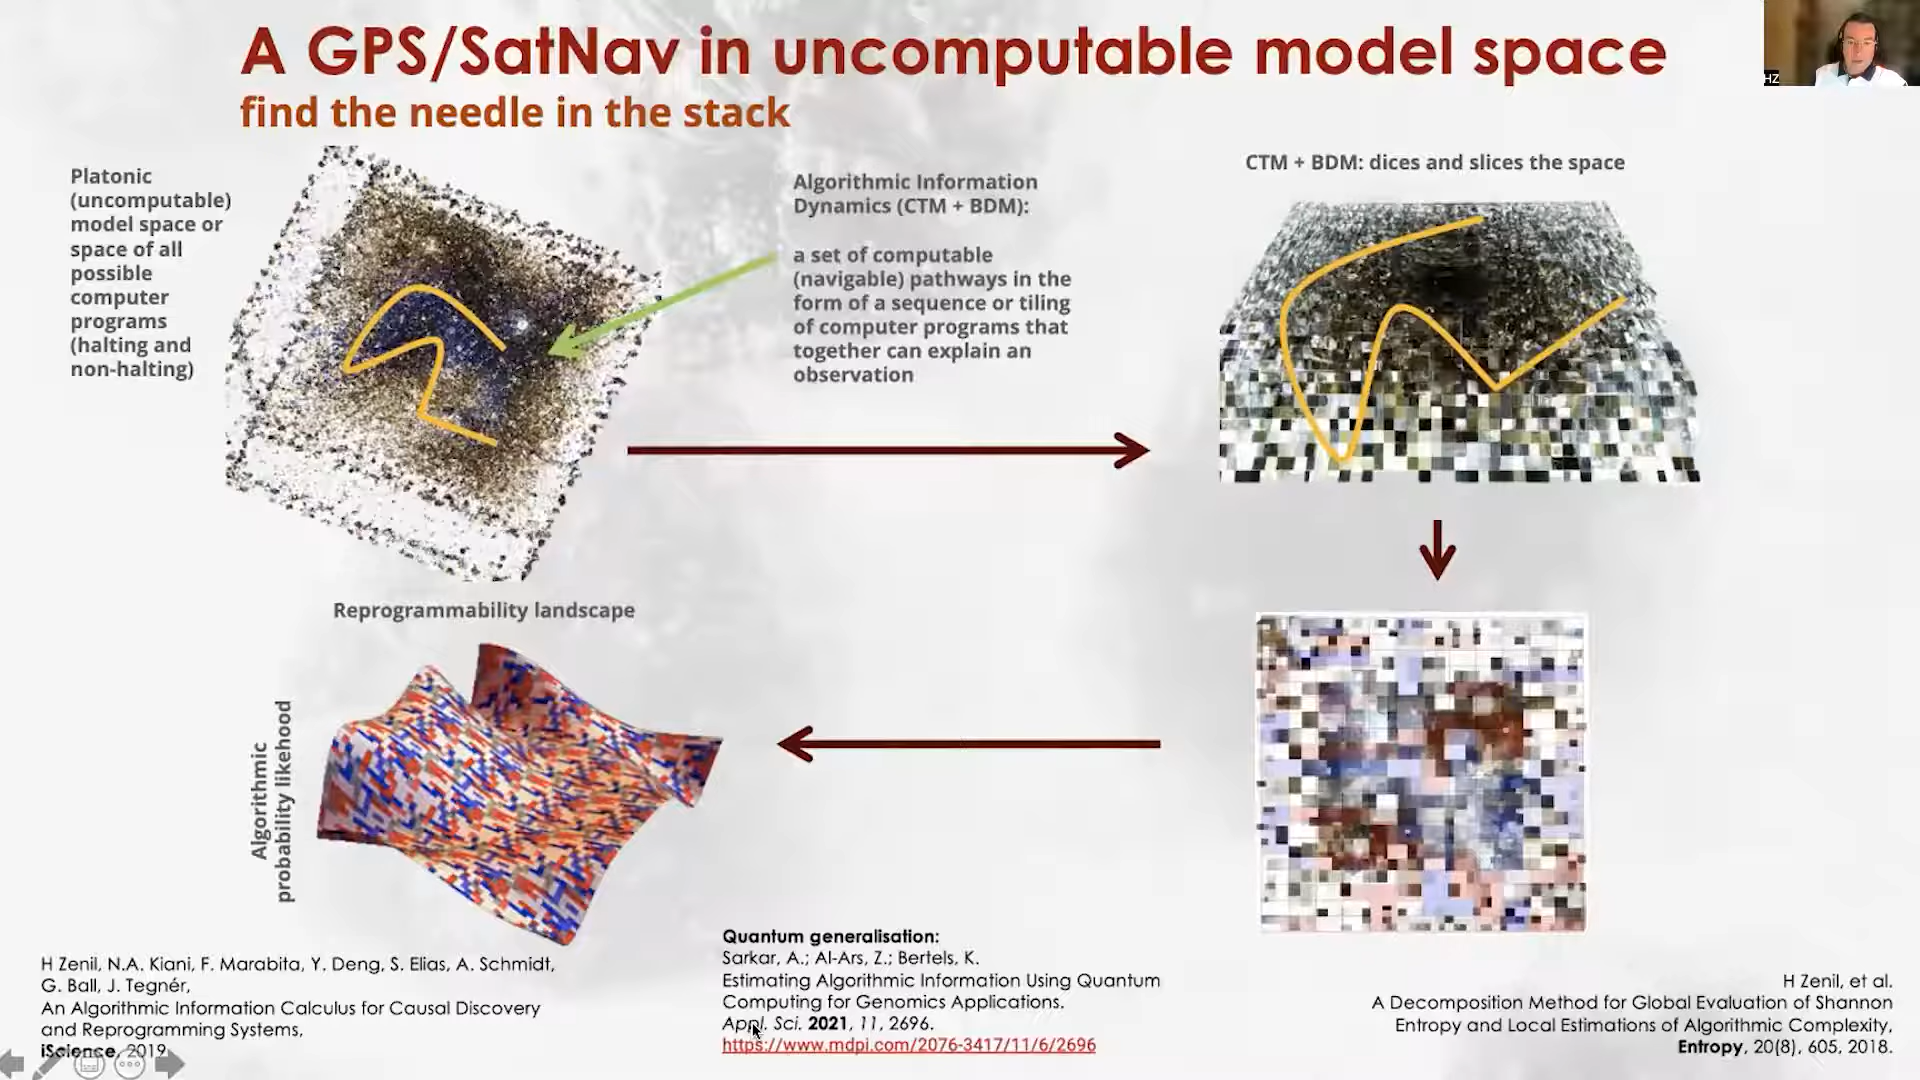 A GPS/SatNav in uncomputable model space
find the needle in the stack
HZ
Platonic
(uncomputable)
model space or
space of all
possible
computer
programs
(halting and
non-halting)
Algorithmic Information
Dynamics (CTM + BDM):
a set of computable
(navigable) pathways in the
form of a sequence or tiling
of computer programs that
together can explain an
observation
CTM + BDM: dices and slices the space
Reprogrammability landscape
Algorithmic
probability likehood
H Zenil, N.A. Kiani, F. Marabita, Y. Deng, S. Elias, A. Schmidt,
G. Ball, J. Tegnér,
An Algorithmic Information Calculus for Causal Discovery
and Reprogramming Systems,
iScience, 2019
Quantum generalisation:
Sarkar, A.; Al-Ars, Z.; Bertels, K.
Estimating Algorithmic Information Using Quantum
Computing for Genomics Applications.
Appl. Sci. 2021, 11, 2696.
https://www.mdpi.com/2076-3417/11/6/2696
H Zenil, et al.
A Decomposition Method for Global Evaluation of Shannon
Entropy and Local Estimations of Algorithmic Complexity,
Entropy, 20(8), 605, 2018.